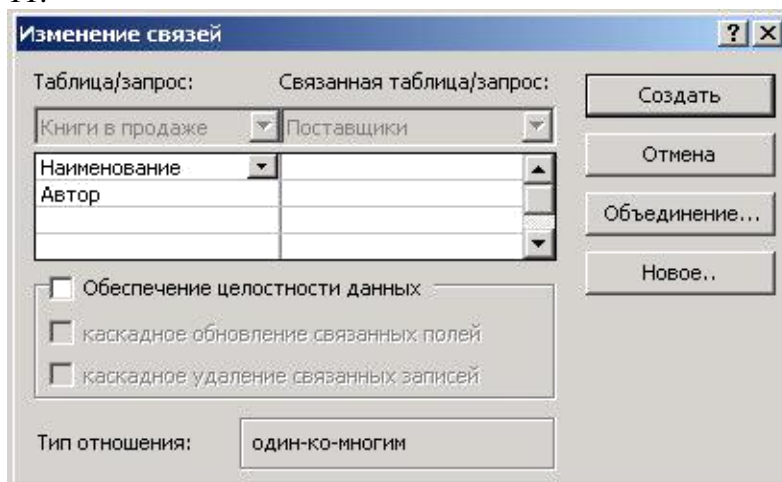 Изменение связей
Таблица/запрос: Связанная таблица/запрос:
Создать
Книги в продаже Поставщики
Отмена
Наименование
Автор
Объединение...
Новое..
Обеспечение целостности данных
каскадное обновление связанных полей
каскадное удаление связанных записей
Тип отношения: один-ко-многим